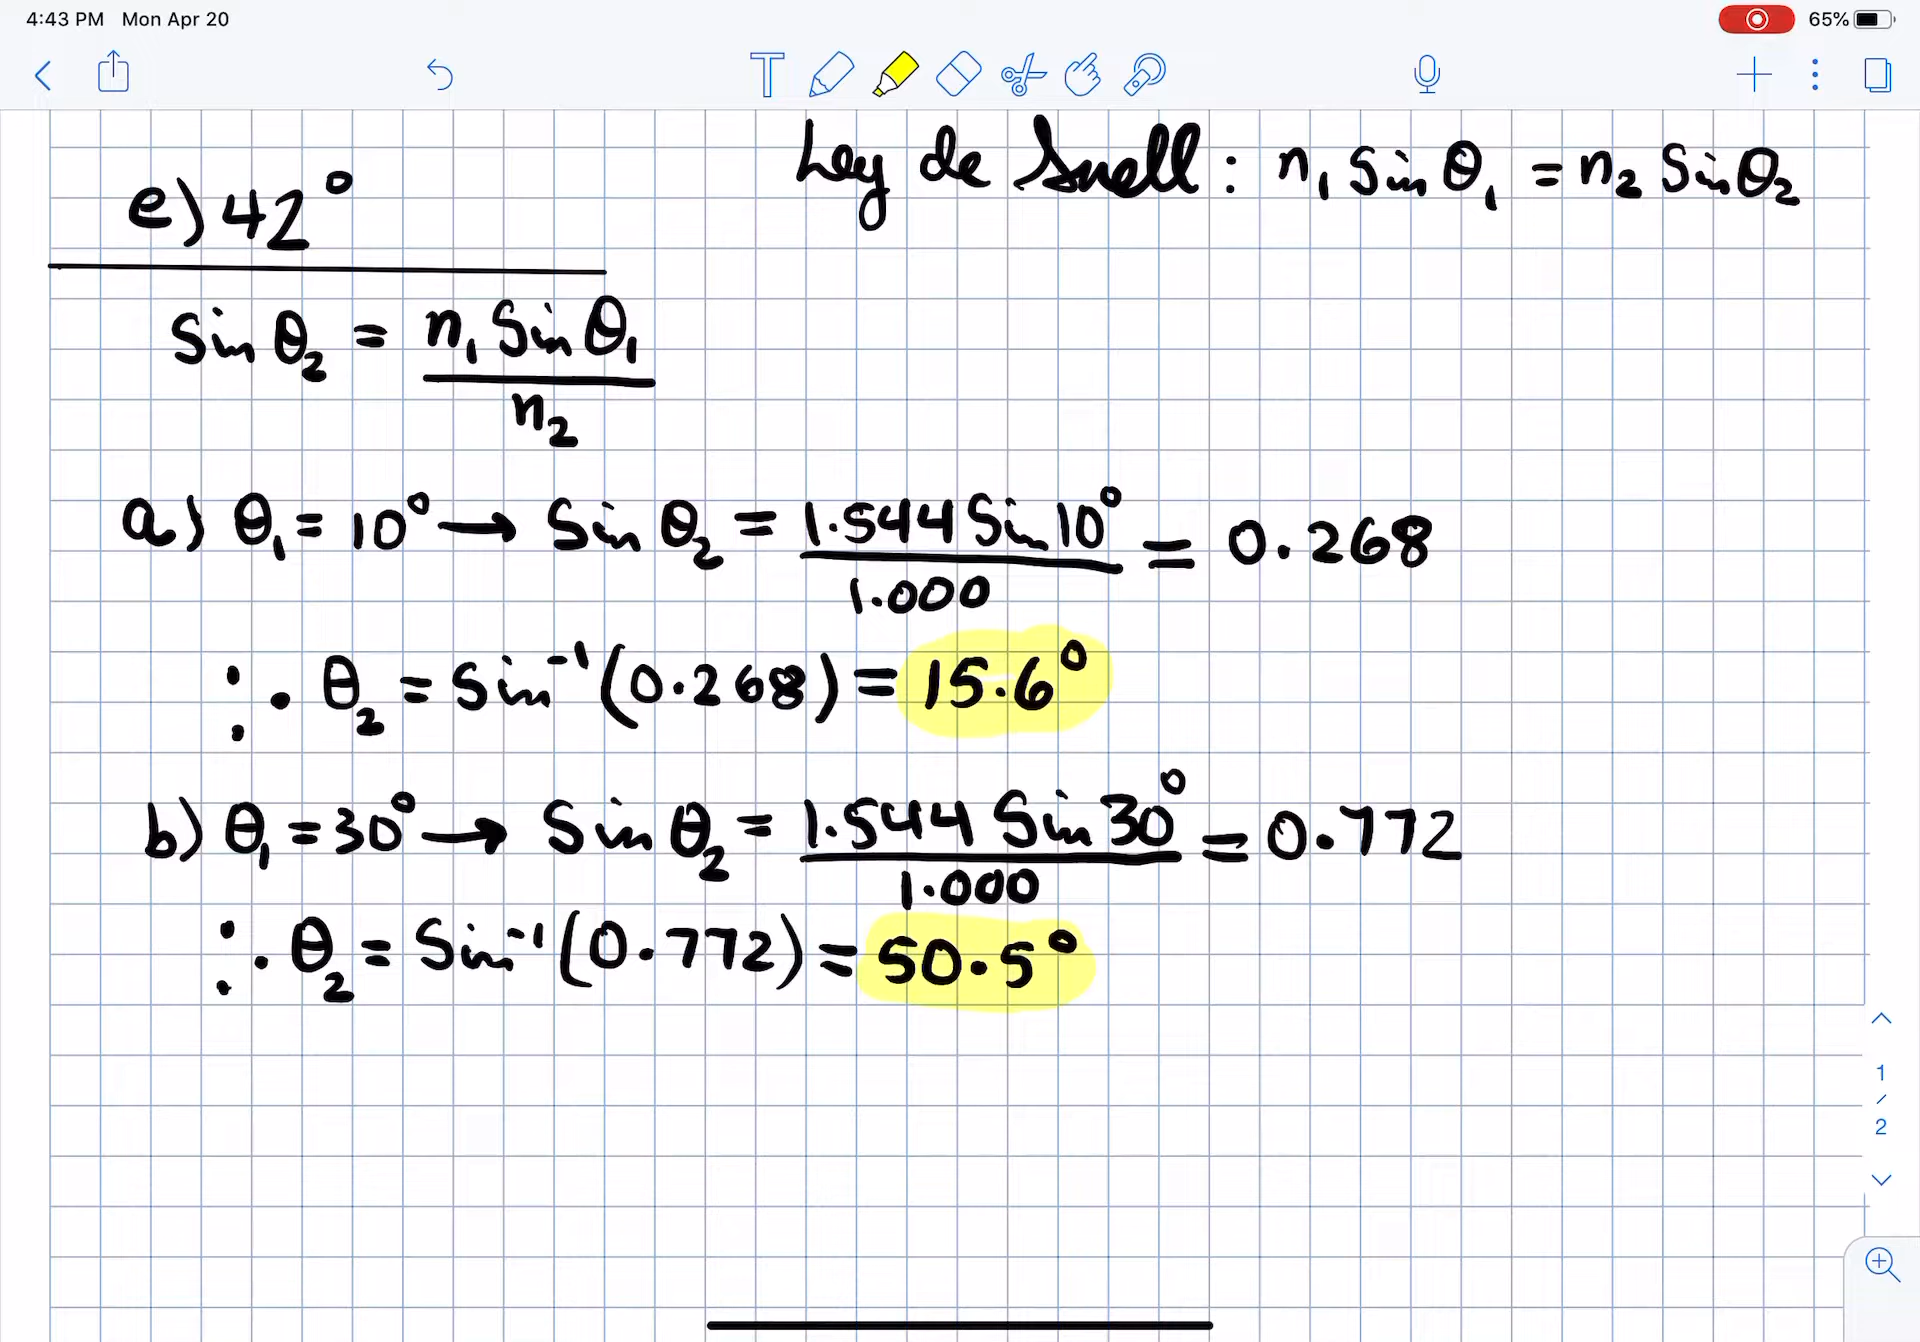 4:43 PM Mon Apr 20
65%
T
Ley de Snell: n₁ Sin θ₁ = n₂ Sin θ₂
e) 42°
Sin θ₂ = n₁ Sin θ₁ / n₂
a) θ₁ = 10° → Sin θ₂ = 1.544 Sin 10° / 1.000 = 0.268
∴ θ₂ = Sin⁻¹(0.268) = 15.6°
b) θ₁ = 30° → Sin θ₂ = 1.544 Sin 30° / 1.000 = 0.772
∴ θ₂ = Sin⁻¹(0.772) = 50.5°
1
/
2